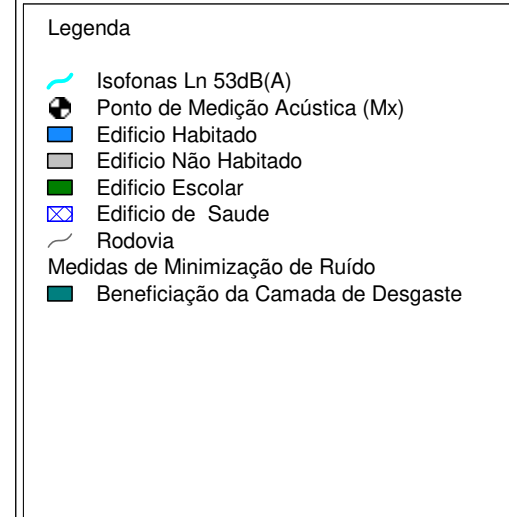 Legenda
Isofonas Ln 53dB(A)
Ponto de Medição Acústica (Mx)
Edificio Habitado
Edificio Não Habitado
Edificio Escolar
Edificio de Saude
Rodovia
Medidas de Minimização de Ruído
Beneficiação da Camada de Desgaste